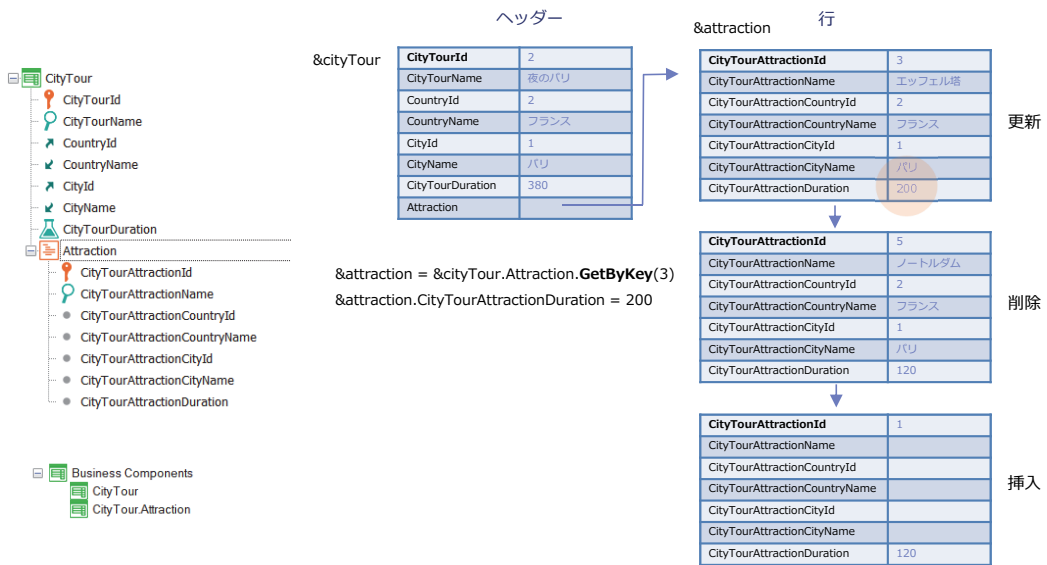 CityTour
CityTourId
CityTourName
CountryId
CountryName
CityId
CityName
CityTourDuration
Attraction
CityTourAttractionId
CityTourAttractionName
CityTourAttractionCountryId
CityTourAttractionCountryName
CityTourAttractionCityId
CityTourAttractionCityName
CityTourAttractionDuration
Business Components
CityTour
CityTour.Attraction
ヘッダー
&cityTour
CityTourId 2
CityTourName 夜のパリ
CountryId 2
CountryName フランス
CityId 1
CityName パリ
CityTourDuration 380
Attraction
&attraction = &cityTour.Attraction.GetByKey(3)
&attraction.CityTourAttractionDuration = 200
行
&attraction
CityTourAttractionId 3
CityTourAttractionName エッフェル塔
CityTourAttractionCountryId 2
CityTourAttractionCountryName フランス
CityTourAttractionCityId 1
CityTourAttractionCityName パリ
CityTourAttractionDuration 200
更新
CityTourAttractionId 5
CityTourAttractionName ノートルダム
CityTourAttractionCountryId 2
CityTourAttractionCountryName フランス
CityTourAttractionCityId 1
CityTourAttractionCityName パリ
CityTourAttractionDuration 120
削除
CityTourAttractionId 1
CityTourAttractionName
CityTourAttractionCountryId
CityTourAttractionCountryName
CityTourAttractionCityId
CityTourAttractionCityName
CityTourAttractionDuration 120
挿入